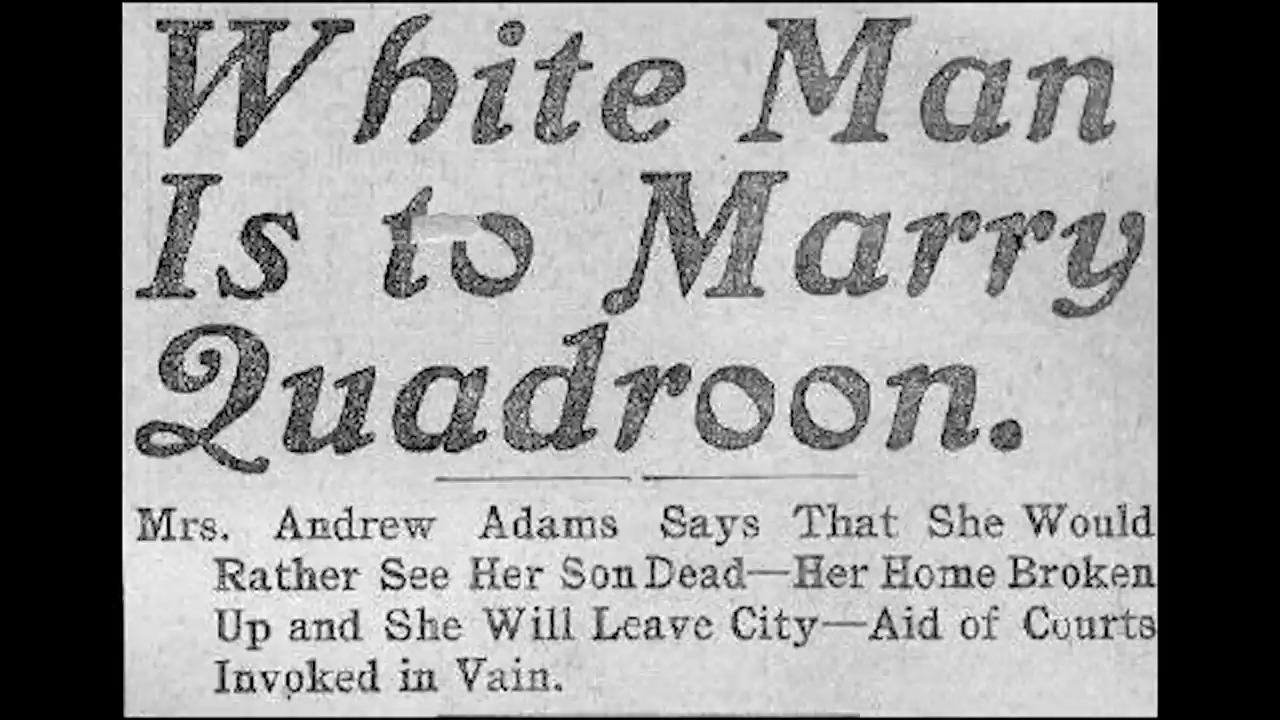 White Man
Is to Marry
Quadroon.
Mrs. Andrew Adams Says That She Would
Rather See Her Son Dead—Her Home Broken
Up and She Will Leave City—Aid of Courts
Invoked in Vain.